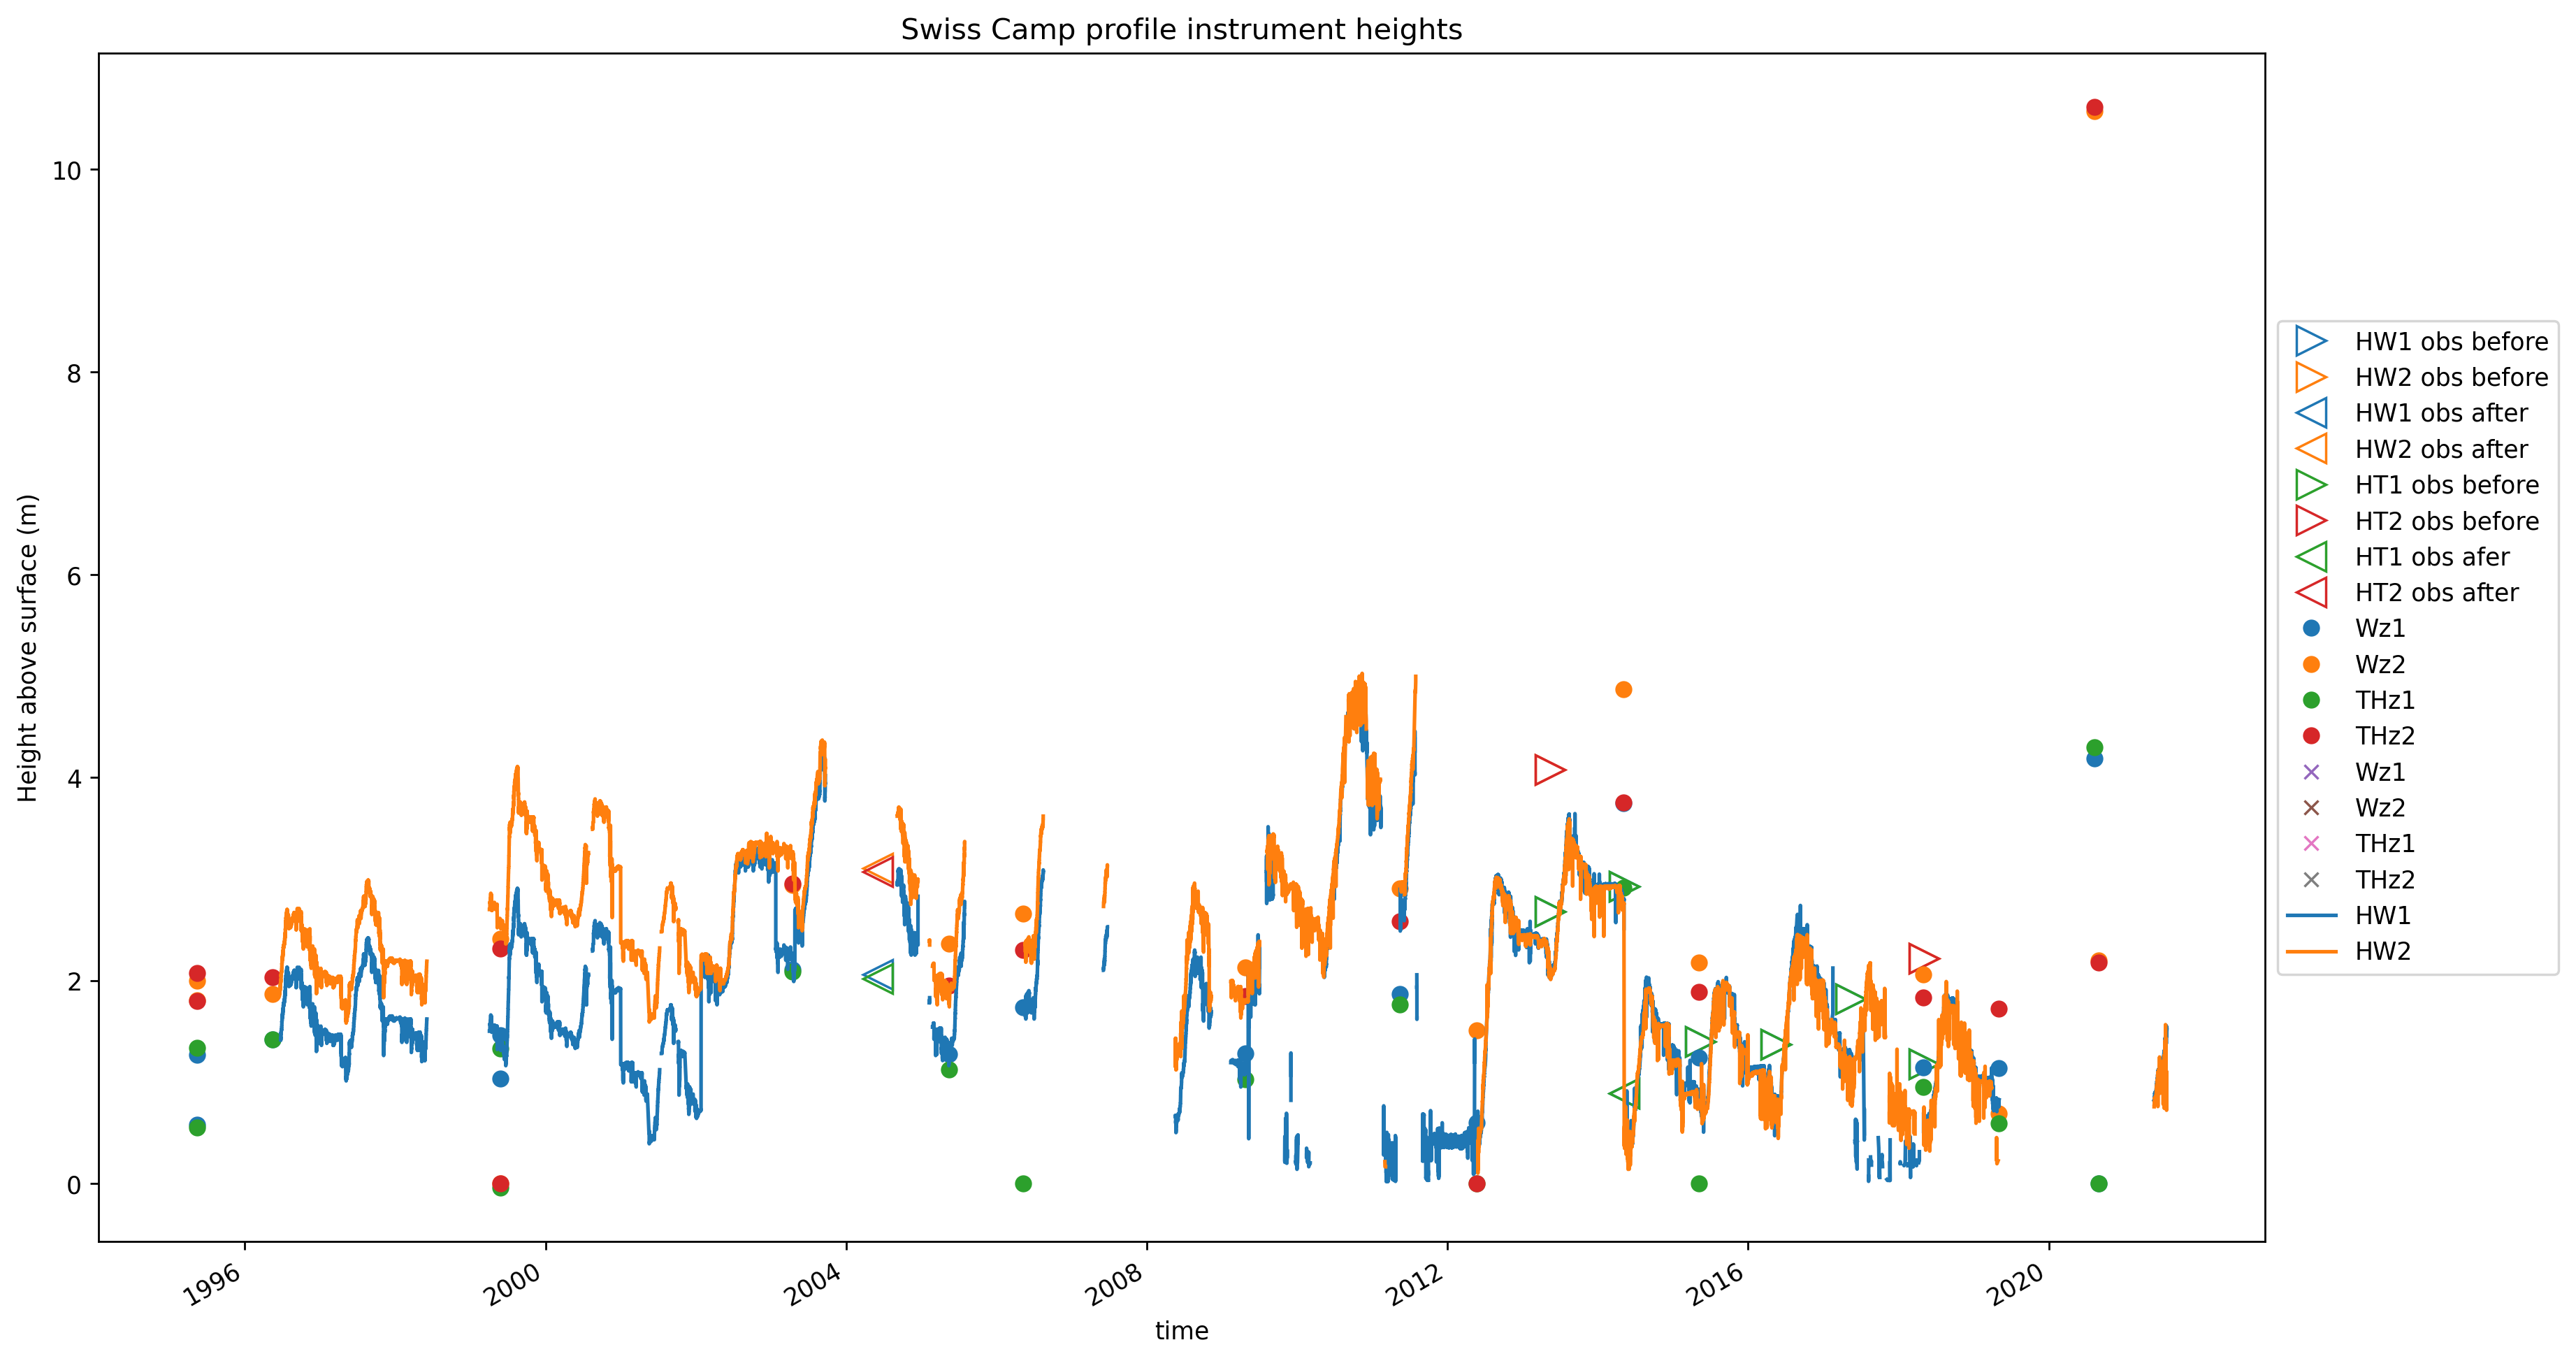 Swiss Camp profile instrument heights
Height above surface (m)
10
8
6
4
2
0
1996
2000
2004
2008
2012
2016
2020
time
HW1 obs before
HW2 obs before
HW1 obs after
HW2 obs after
HT1 obs before
HT2 obs before
HT1 obs afer
HT2 obs after
Wz1
Wz2
THz1
THz2
Wz1
Wz2
THz1
THz2
HW1
HW2